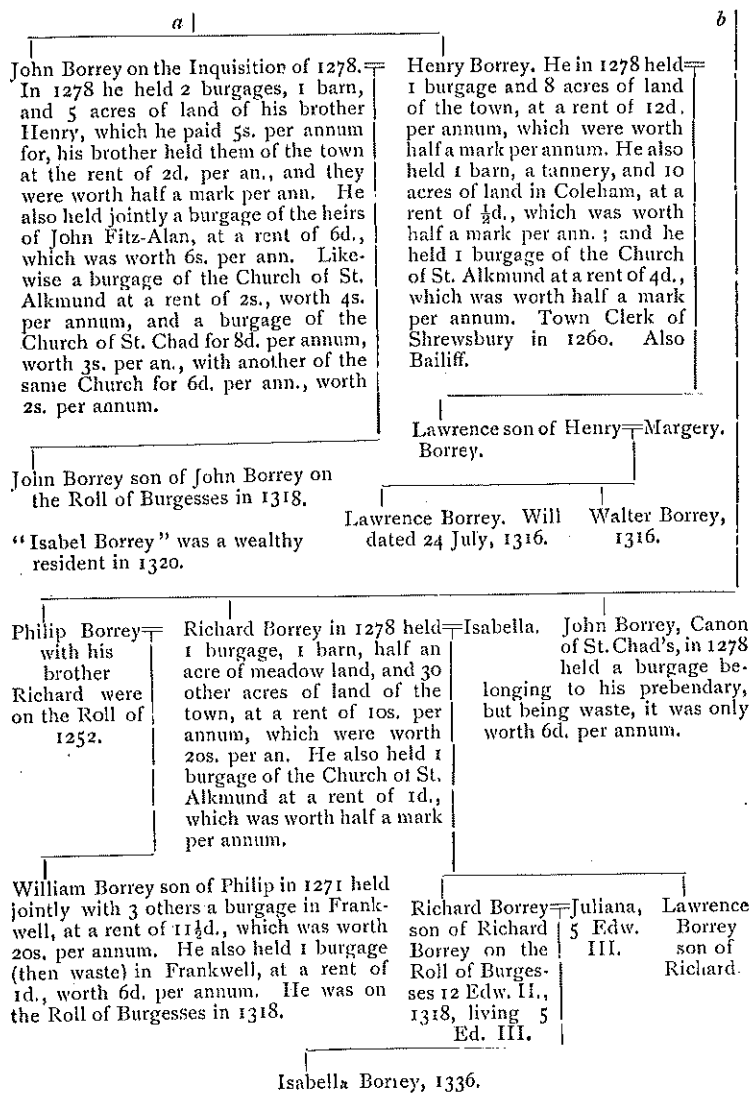 a b
John Borrey on the Inquisition of 1278.
In 1278 he held 2 burgages, 1 barn,
and 5 acres of land of his brother
Henry, which he paid 5s. per annum
for, his brother held them of the town
at the rent of 2d. per an., and they
were worth half a mark per ann. He
also held jointly a burgage of the heirs
of John Fitz-Alan, at a rent of 6d.,
which was worth 6s. per ann. Like-
wise a burgage of the Church of St.
Alkmund at a rent of 2s., worth 4s.
per annum, and a burgage of the
Church of St. Chad for 8d. per annum,
worth 3s. per an., with another of the
same Church for 6d. per ann., worth
2s. per annum.
Henry Borrey. He in 1278 held
1 burgage and 8 acres of land
of the town, at a rent of 12d.
per annum, which were worth
half a mark per annum. He also
held 1 barn, a tannery, and 10
acres of land in Coleham, at a
rent of ½d., which was worth
half a mark per ann. ; and he
held 1 burgage of the Church
of St. Alkmund at a rent of 4d.,
which was worth half a mark
per annum. Town Clerk of
Shrewsbury in 1260. Also
Bailiff.
Lawrence son of Henry Margery.
Borrey.
John Borrey son of John Borrey on
the Roll of Burgesses in 1318.
"Isabel Borrey" was a wealthy
resident in 1320.
Lawrence Borrey. Will
dated 24 July, 1316.
Walter Borrey,
1316.
Philip Borrey
with his
brother
Richard were
on the Roll of
1252.
Richard Borrey in 1278 held Isabella.
1 burgage, 1 barn, half an
acre of meadow land, and 30
other acres of land of the
town, at a rent of 10s. per
annum, which were worth
20s. per an. He also held 1
burgage of the Church of St.
Alkmund at a rent of 1d.,
which was worth half a mark
per annum.
John Borrey, Canon
of St. Chad's, in 1278
held a burgage be-
longing to his prebendary,
but being waste, it was only
worth 6d. per annum.
William Borrey son of Philip in 1271 held
jointly with 3 others a burgage in Frank-
well, at a rent of 11½d., which was worth
20s. per annum. He also held 1 burgage
(then waste) in Frankwell, at a rent of
1d., worth 6d. per annum. He was on
the Roll of Burgesses in 1318.
Richard Borrey
son of Richard
Borrey on the
Roll of Burges-
ses 12 Edw. II.,
1318, living 5
Ed. III.
Juliana,
5 Edw.
III.
Lawrence
Borrey
son of
Richard.
Isabella Borrey, 1336.